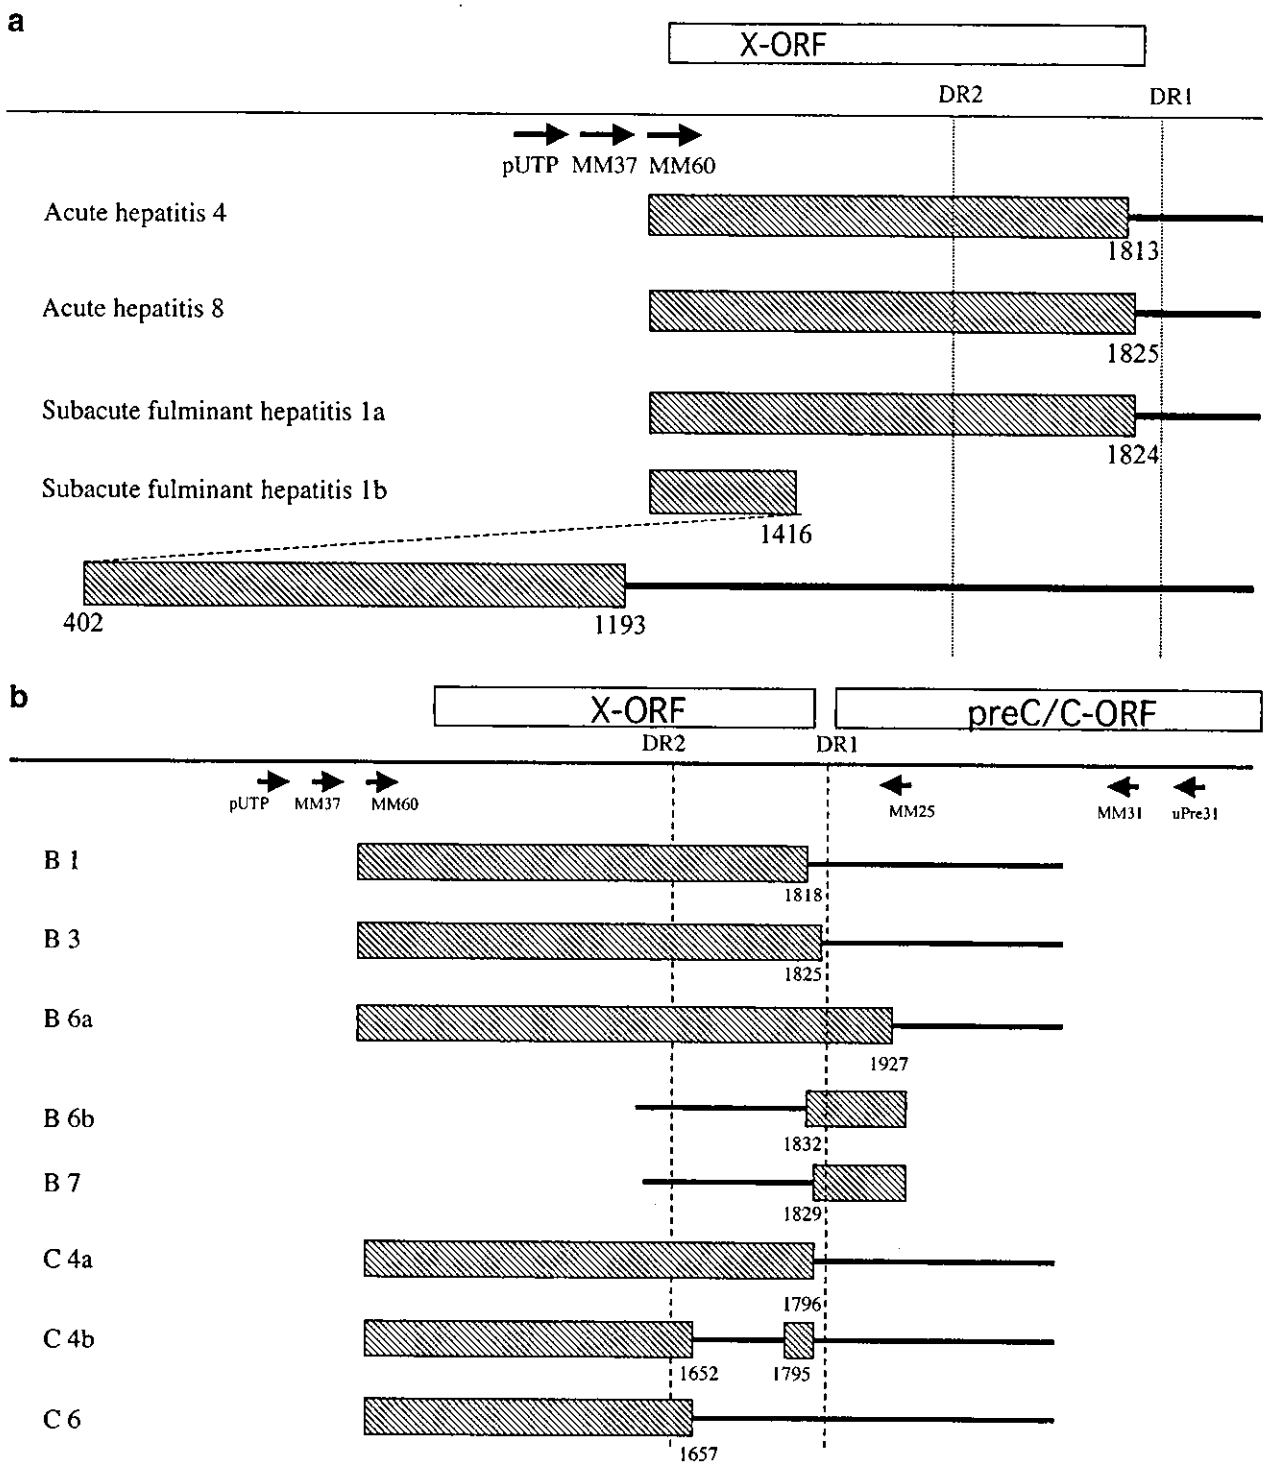 a
X-ORF
DR2 DR1
pUTP MM37 MM60
Acute hepatitis 4
1813
Acute hepatitis 8
1825
Subacute fulminant hepatitis 1a
1824
Subacute fulminant hepatitis 1b
1416
402 1193
b
X-ORF preC/C-ORF
DR2 DR1
pUTP MM37 MM60 MM25 MM31 uPre31
B 1
1818
B 3
1825
B 6a
1927
B 6b
1832
B 7
1829
C 4a
1796
C 4b
1652 1795
C 6
1657